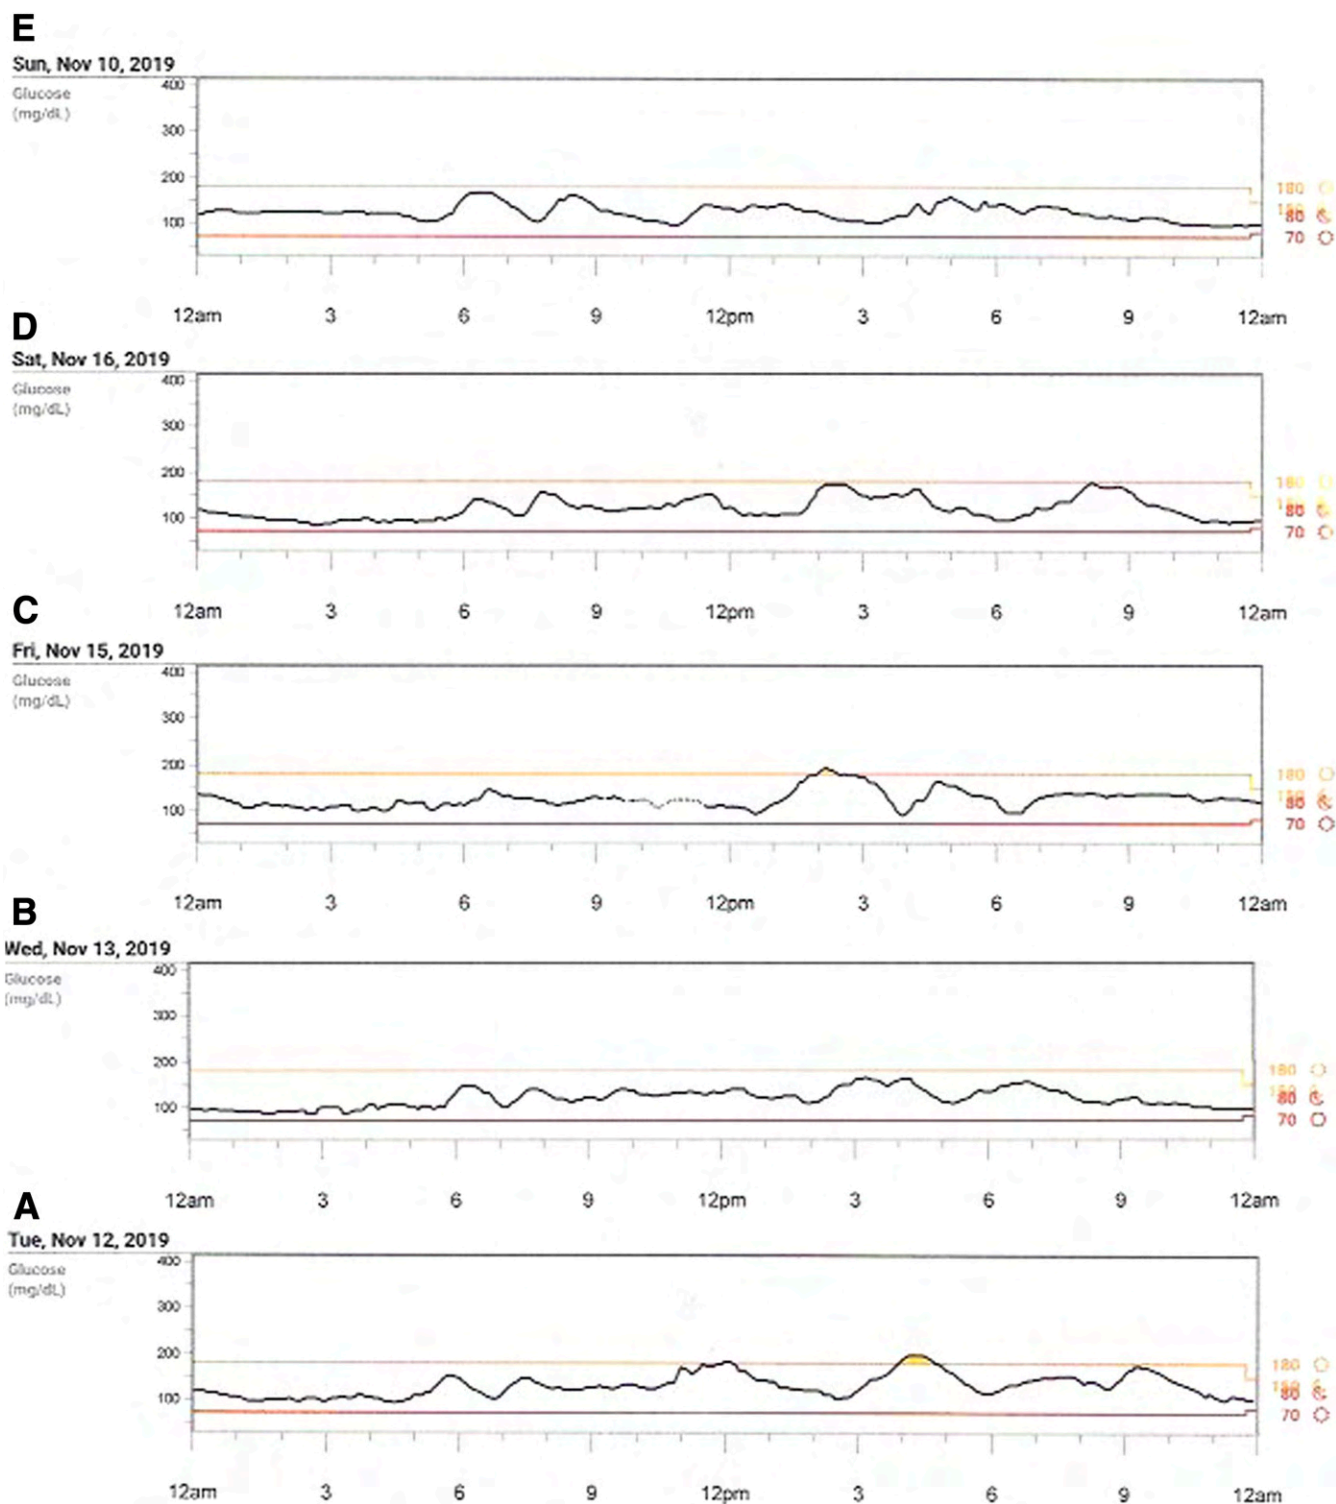 E
Sun, Nov 10, 2019
Glucose
(mg/dL)
400
300
200
100
180
80
70
12am 3 6 9 12pm 3 6 9 12am
D
Sat, Nov 16, 2019
Glucose
(mg/dL)
400
300
200
100
180
80
70
12am 3 6 9 12pm 3 6 9 12am
C
Fri, Nov 15, 2019
Glucose
(mg/dL)
400
300
200
100
180
80
70
12am 3 6 9 12pm 3 6 9 12am
B
Wed, Nov 13, 2019
Glucose
(mg/dL)
400
300
200
100
180
80
70
12am 3 6 9 12pm 3 6 9 12am
A
Tue, Nov 12, 2019
Glucose
(mg/dL)
400
300
200
100
180
80
70
12am 3 6 9 12pm 3 6 9 12am